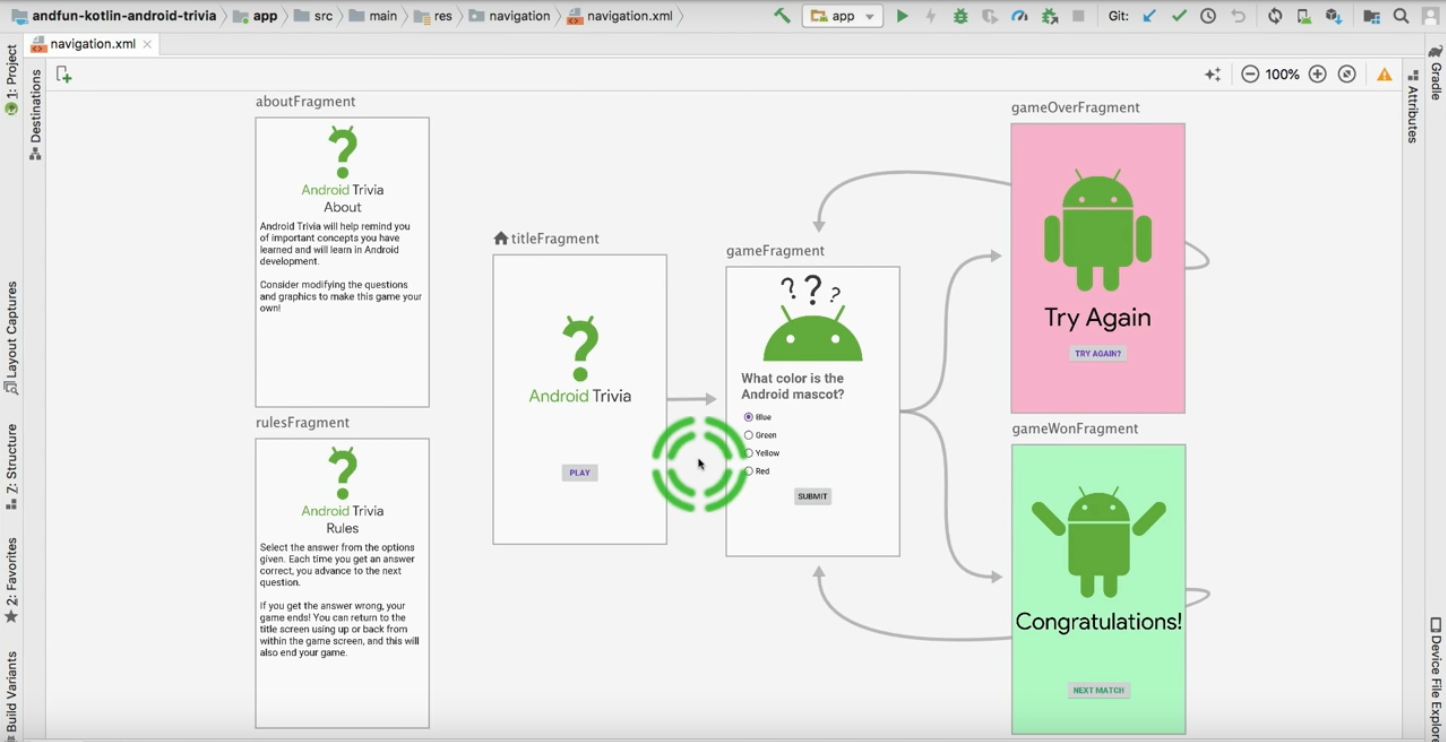 andfun-kotlin-android-trivia
app
src
main
res
navigation
navigation.xml
app
Git:
navigation.xml
1: Project
Destinations
Layout Captures
Z: Structure
2: Favorites
Build Variants
100%
Gradle
Attributes
Device File Explorer
aboutFragment
Android Trivia
About
Android Trivia will help remind you
of important concepts you have
learned and will learn in Android
development.
Consider modifying the questions
and graphics to make this game your
own!
rulesFragment
Android Trivia
Rules
Select the answer from the options
given. Each time you get an answer
correct, you advance to the next
question.
If you get the answer wrong, your
game ends! You can return to the
title screen using up or back from
within the game screen, and this will
also end your game.
titleFragment
?
Android Trivia
PLAY
gameFragment
? ? ?
What color is the
Android mascot?
Blue
Green
Yellow
Red
SUBMIT
gameOverFragment
Try Again
TRY AGAIN?
gameWonFragment
Congratulations!
NEXT MATCH